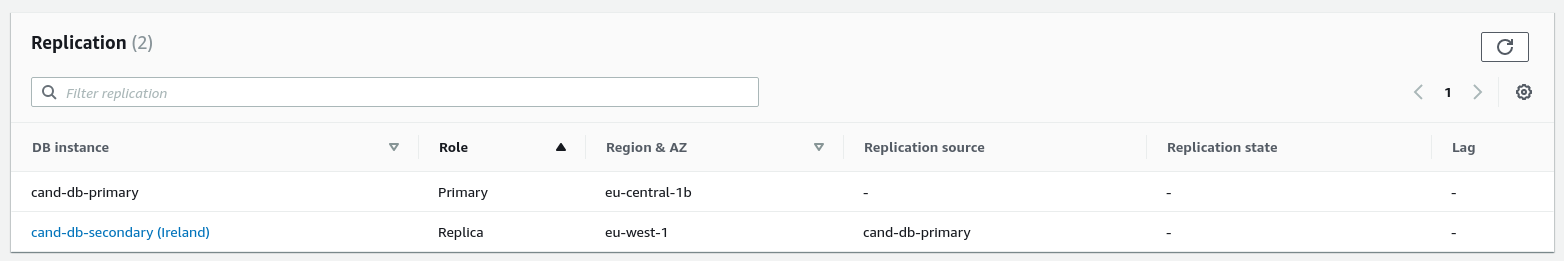 Replication (2)
Filter replication
1
DB instance Role Region & AZ Replication source Replication state Lag
cand-db-primary Primary eu-central-1b - - -
cand-db-secondary (Ireland) Replica eu-west-1 cand-db-primary - -